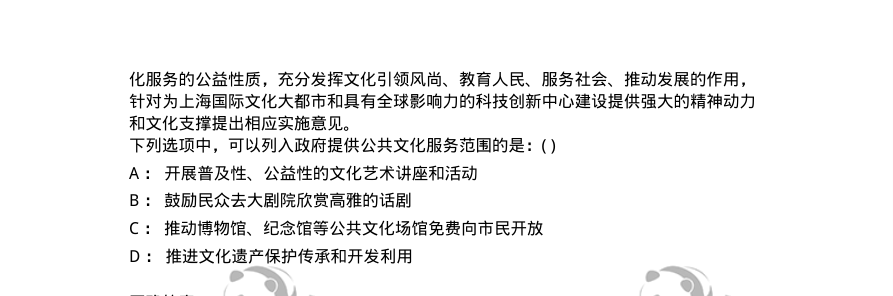 化服务的公益性质，充分发挥文化引领风尚、教育人民、服务社会、推动发展的作用，
针对为上海国际文化大都市和具有全球影响力的科技创新中心建设提供强大的精神动力
和文化支撑提出相应实施意见。
下列选项中，可以列入政府提供公共文化服务范围的是：( )
A： 开展普及性、公益性的文化艺术讲座和活动
B： 鼓励民众去大剧院欣赏高雅的话剧
C： 推动博物馆、纪念馆等公共文化场馆免费向市民开放
D： 推进文化遗产保护传承和开发利用